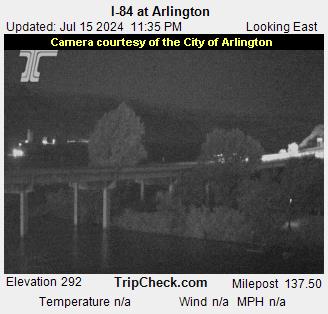 I-84 at Arlington
Updated: Jul 15 2024 11:35 PM Looking East
Camera courtesy of the City of Arlington
Elevation 292 TripCheck.com Milepost 137.50
Temperature n/a Wind n/a MPH n/a